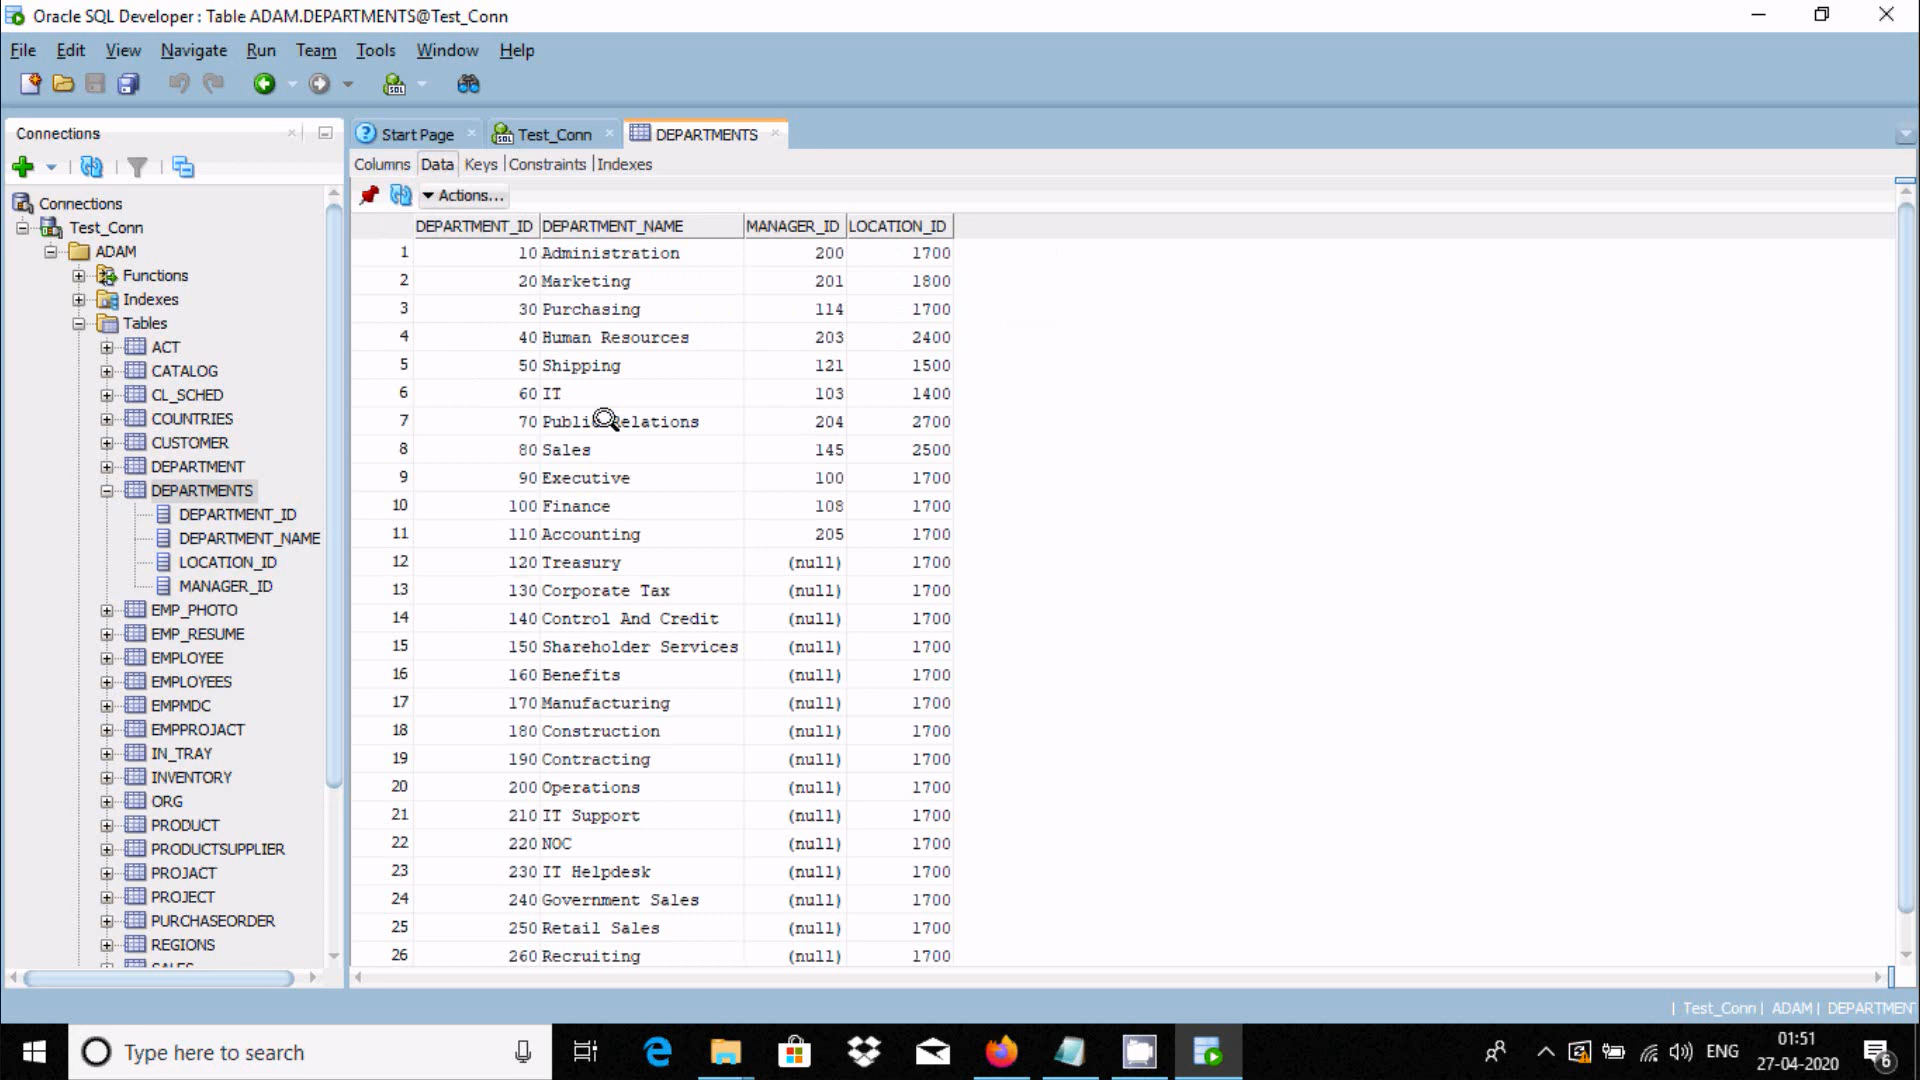 Oracle SQL Developer : Table ADAM.DEPARTMENTS@Test_Conn
File Edit View Navigate Run Team Tools Window Help
Connections
Start Page Test_Conn DEPARTMENTS
Columns Data Keys Constraints Indexes
Actions...
Connections
Test_Conn
ADAM
Functions
Indexes
Tables
ACT
CATALOG
CL_SCHED
COUNTRIES
CUSTOMER
DEPARTMENT
DEPARTMENTS
DEPARTMENT_ID
DEPARTMENT_NAME
LOCATION_ID
MANAGER_ID
EMP_PHOTO
EMP_RESUME
EMPLOYEE
EMPLOYEES
EMPMDC
EMPPROJACT
IN_TRAY
INVENTORY
ORG
PRODUCT
PRODUCTSUPPLIER
PROJACT
PROJECT
PURCHASEORDER
REGIONS
DEPARTMENT_ID DEPARTMENT_NAME MANAGER_ID LOCATION_ID
1 10 Administration 200 1700
2 20 Marketing 201 1800
3 30 Purchasing 114 1700
4 40 Human Resources 203 2400
5 50 Shipping 121 1500
6 60 IT 103 1400
7 70 Public Relations 204 2700
8 80 Sales 145 2500
9 90 Executive 100 1700
10 100 Finance 108 1700
11 110 Accounting 205 1700
12 120 Treasury (null) 1700
13 130 Corporate Tax (null) 1700
14 140 Control And Credit (null) 1700
15 150 Shareholder Services (null) 1700
16 160 Benefits (null) 1700
17 170 Manufacturing (null) 1700
18 180 Construction (null) 1700
19 190 Contracting (null) 1700
20 200 Operations (null) 1700
21 210 IT Support (null) 1700
22 220 NOC (null) 1700
23 230 IT Helpdesk (null) 1700
24 240 Government Sales (null) 1700
25 250 Retail Sales (null) 1700
26 260 Recruiting (null) 1700
| Test_Conn | ADAM | DEPARTMEN
Type here to search
ENG
01:51
27-04-2020
6